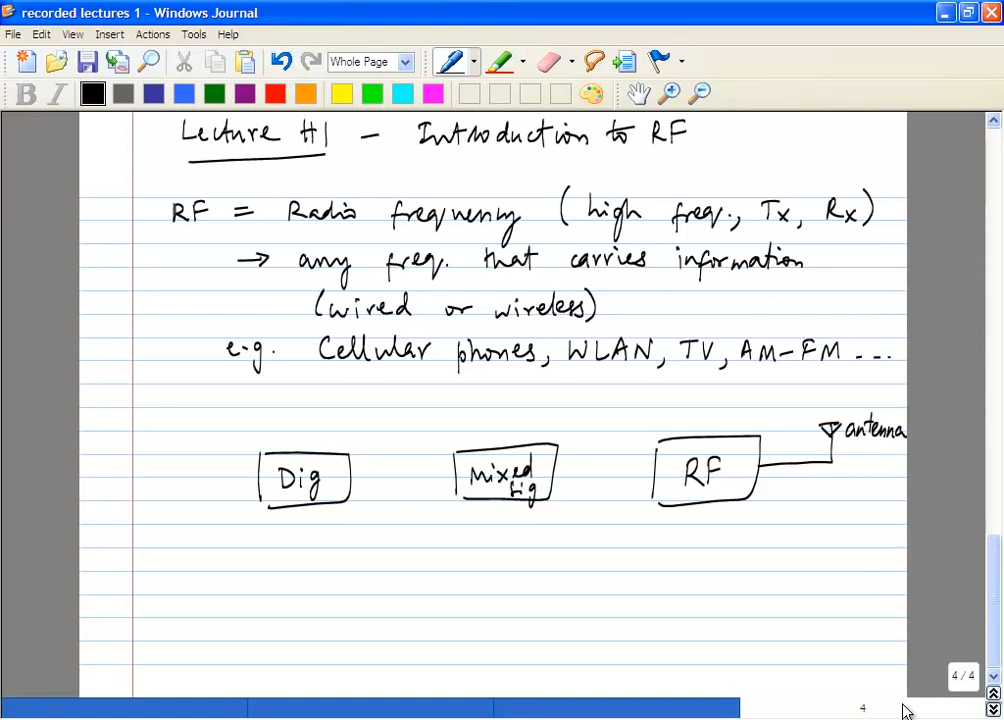 recorded lectures 1 - Windows Journal
File Edit View Insert Actions Tools Help
Whole Page
B I
Lecture #1 – Introduction to RF
RF = Radio frequency (high freq., Tx, Rx)
→ any freq. that carries information
(wired or wireless)
e.g. Cellular phones, WLAN, TV, AM-FM ...
antenna
Dig Mixed Sig RF
4 / 4
4